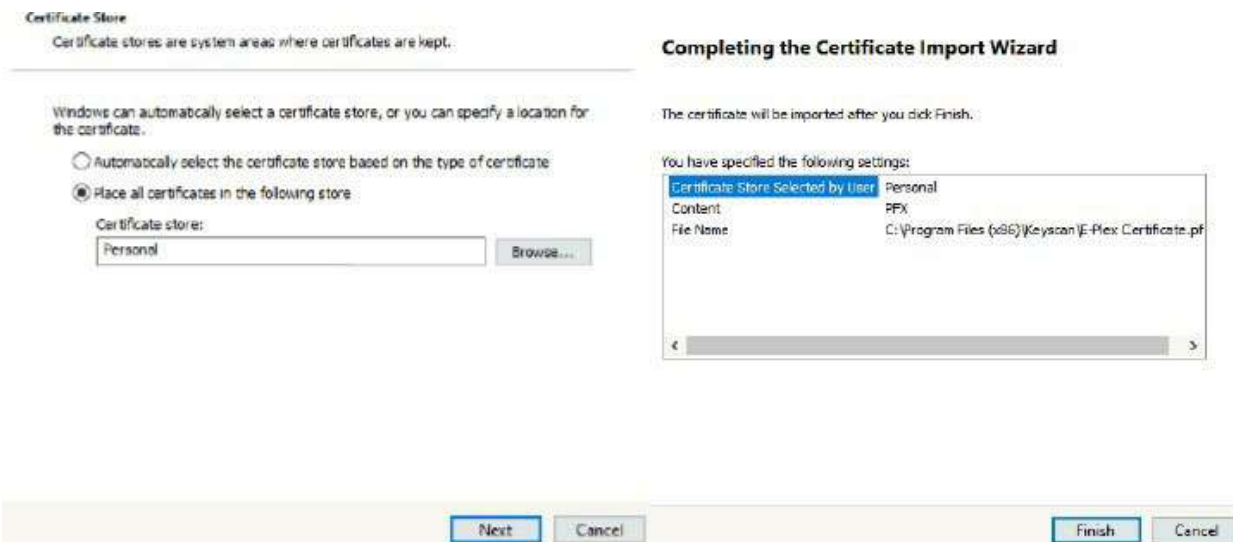 Certificate Store
Certificate stores are system areas where certificates are kept.
Windows can automatically select a certificate store, or you can specify a location for
the certificate.
Automatically select the certificate store based on the type of certificate
Place all certificates in the following store
Certificate store:
Personal
Browse...
Next
Cancel
Completing the Certificate Import Wizard
The certificate will be imported after you click Finish.
You have specified the following settings:
Certificate Store Selected by User Personal
Content PFX
File Name C:\Program Files (x86)\Keyscan\E-Plex Certificate.pf
<
>
Finish
Cancel